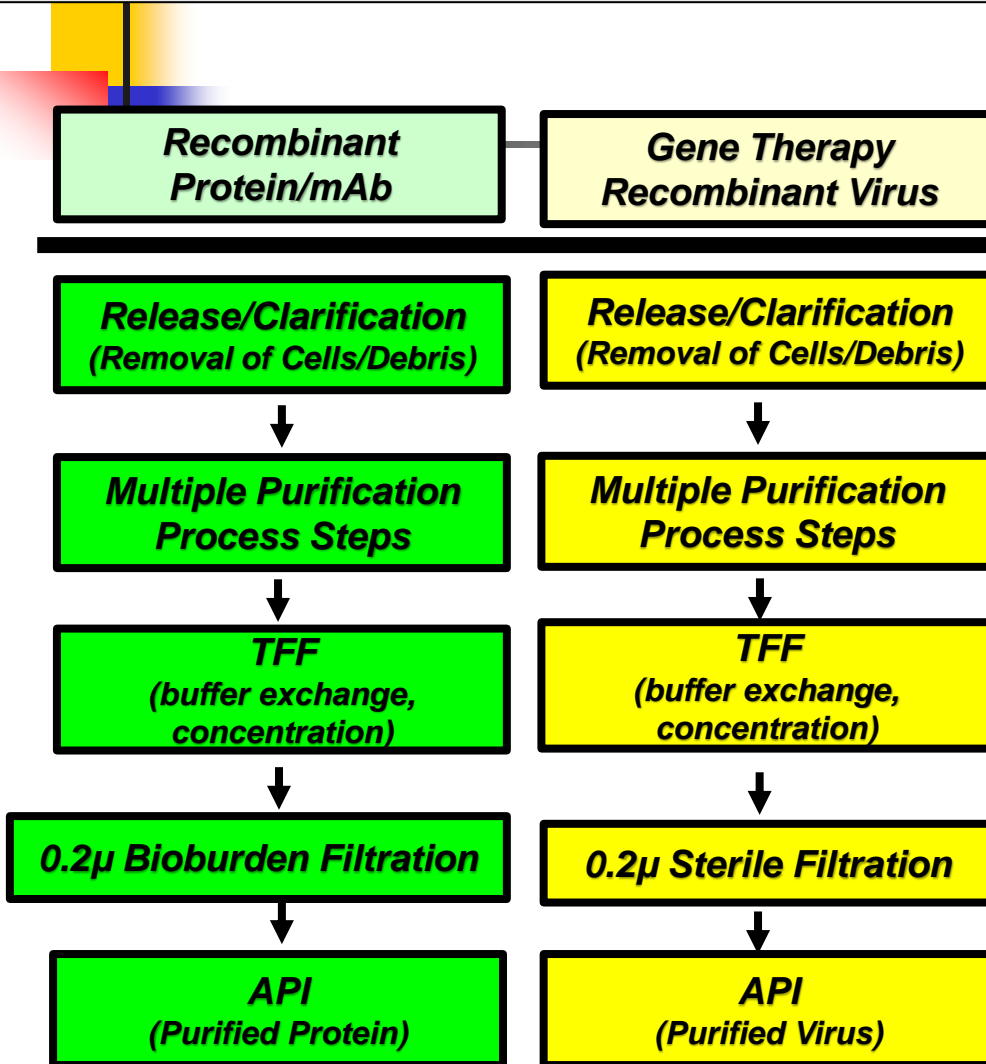 Recombinant
Protein/mAb
Gene Therapy
Recombinant Virus
Release/Clarification
(Removal of Cells/Debris)
Release/Clarification
(Removal of Cells/Debris)
Multiple Purification
Process Steps
Multiple Purification
Process Steps
TFF
(buffer exchange,
concentration)
TFF
(buffer exchange,
concentration)
0.2µ Bioburden Filtration
0.2µ Sterile Filtration
API
(Purified Protein)
API
(Purified Virus)